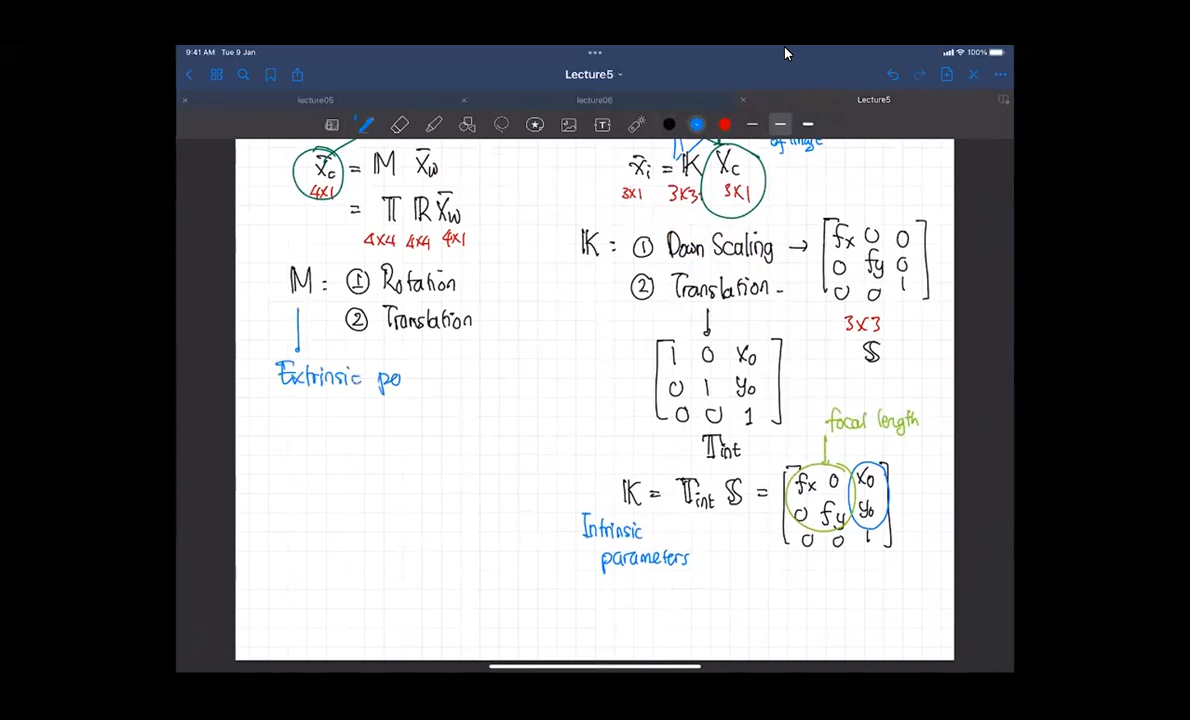 9:41 AM Tue 9 Jan
100%
Lecture5
lecture05
lecture06
Lecture5
of image
x̄c = 𝕄 x̄w
4x1
= 𝕋 ℝ x̄w
4x4 4x4 4x1
M : ① Rotation
② Translation
Extrinsic pa
x̄i = 𝕂 Xc
3x1 3x3 3x1
𝕂 : ① Down Scaling → [fx 0 0
0 fy 0
0 0 1]
3x3
𝕊
② Translation
[1 0 x0
0 1 y0
0 0 1]
𝕋int
focal length
𝕂 = 𝕋int 𝕊 = [fx 0 x0
0 fy y0
0 0 1]
Intrinsic
parameters